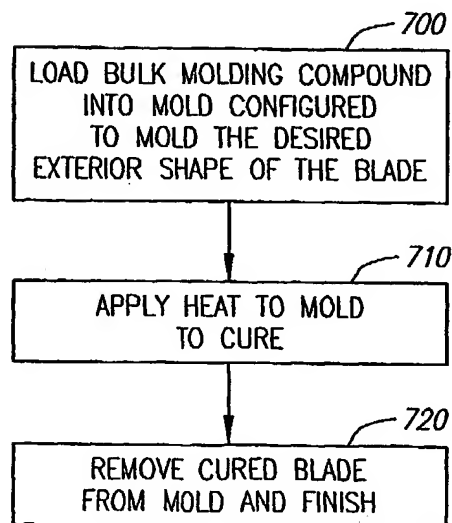 700
LOAD BULK MOLDING COMPOUND
INTO MOLD CONFIGURED
TO MOLD THE DESIRED
EXTERIOR SHAPE OF THE BLADE
710
APPLY HEAT TO MOLD
TO CURE
720
REMOVE CURED BLADE
FROM MOLD AND FINISH